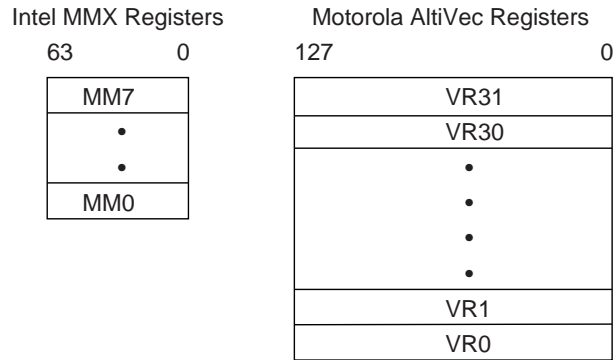 Intel MMX Registers
63 0
MM7
MM0
Motorola AltiVec Registers
127 0
VR31
VR30
VR1
VR0